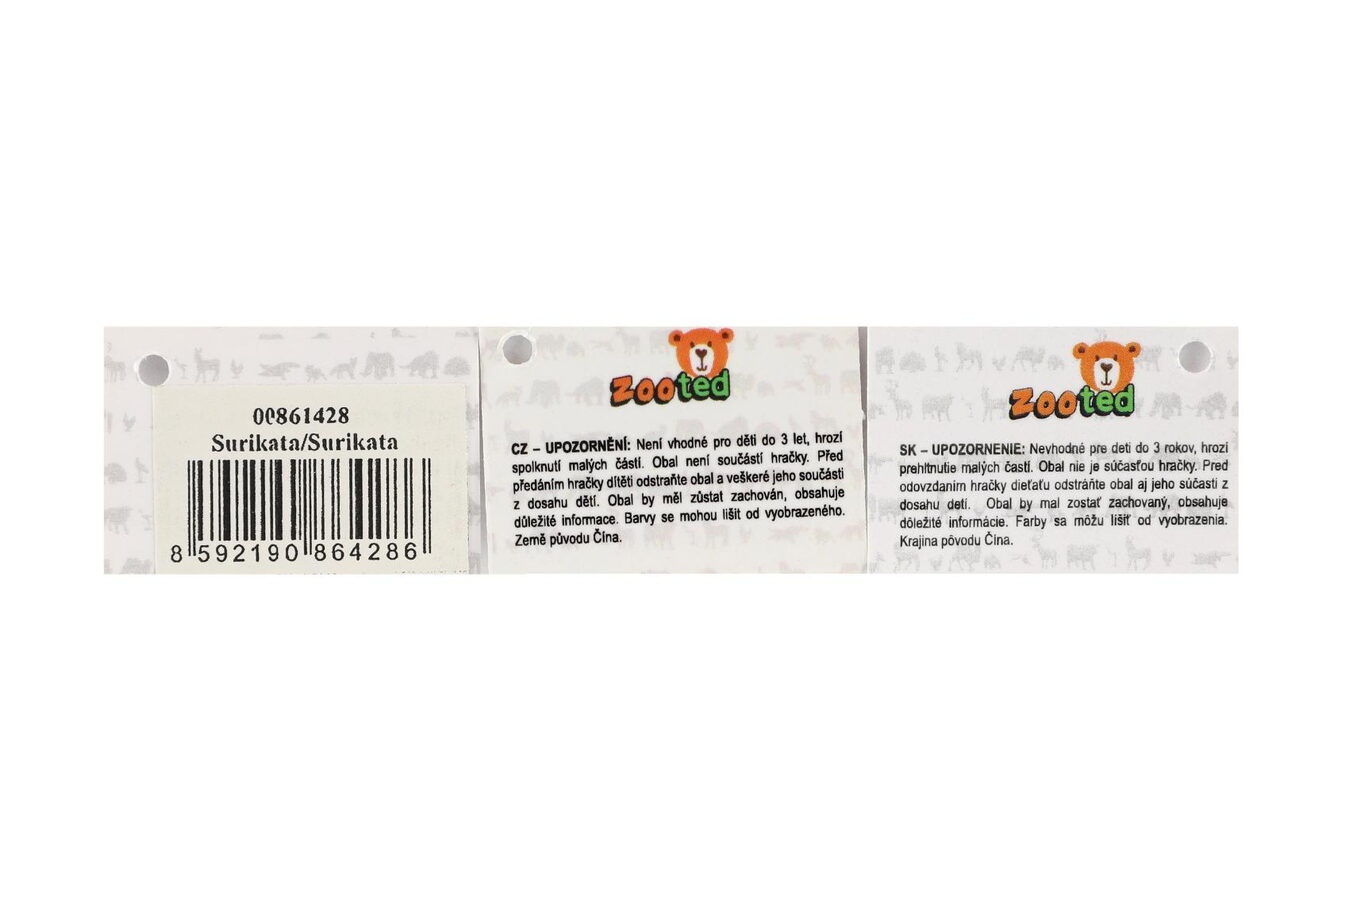 00861428
Surikata/Surikata
8 592190 864286
zooted
CZ – UPOZORNĚNÍ: Není vhodné pro děti do 3 let, hrozí
spolknutí malých částí. Obal není součástí hračky. Před
předáním hračky dítěti odstraňte obal a veškeré jeho součásti
z dosahu dětí. Obal by měl zůstat zachován, obsahuje
důležité informace. Barvy se mohou lišit od vyobrazeného.
Země původu Čína.
zooted
SK – UPOZORNENIE: Nevhodné pre deti do 3 rokov, hrozi
prehltnutie malých častí. Obal nie je súčasťou hračky. Pred
odovzdaním hračky dieťaťu odstráňte obal aj jeho súčasti z
dosahu detí. Obal by mal zostať zachovaný, obsahuje
dôležité informácie. Farby sa môžu líšiť od vyobrazenia.
Krajina pôvodu Čína.